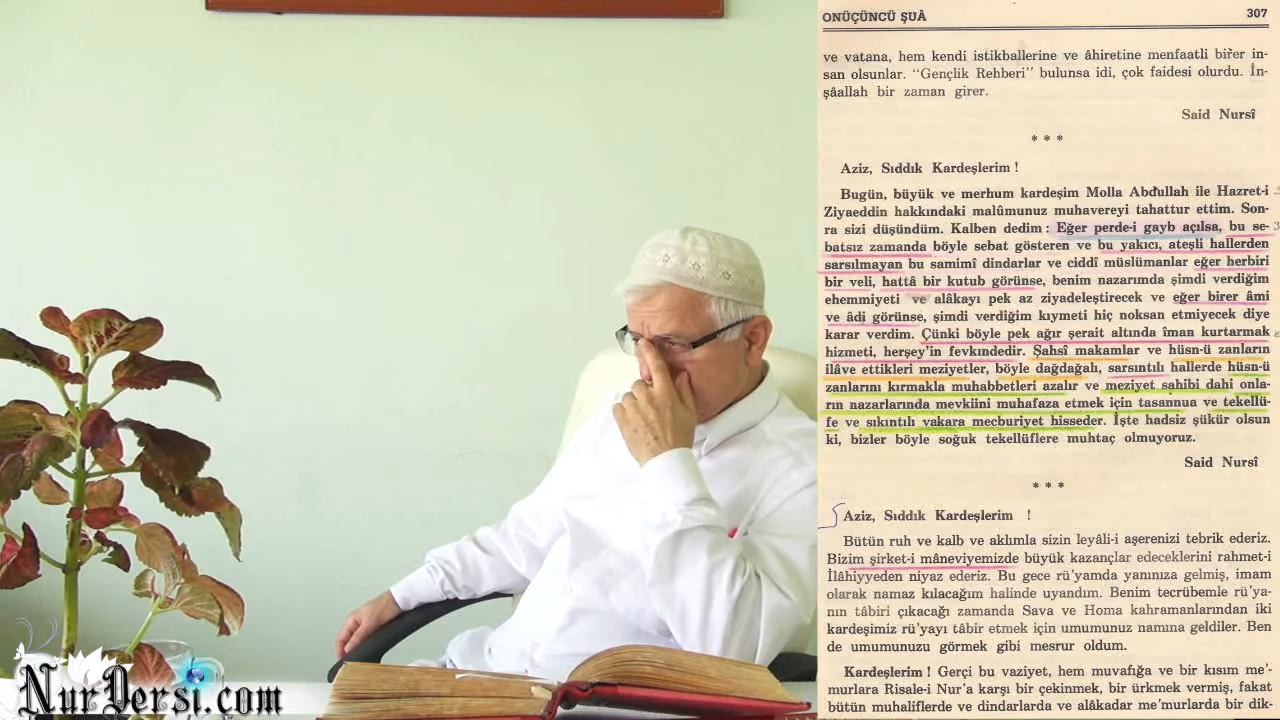 ONÜÇÜNCÜ ŞUÂ 307
ve vatana, hem kendi istikballerine ve âhiretine menfaatli birer in-
san olsunlar. "Gençlik Rehberi" bulunsa idi, çok faidesi olurdu. İn-
şâallah bir zaman girer.
Said Nursî
* * *
Aziz, Sıddık Kardeşlerim !
Bugün, büyük ve merhum kardeşim Molla Abdullah ile Hazret-i
Ziyaeddin hakkındaki malûmunuz muhavereyi tahattur ettim. Son-
ra sizi düşündüm. Kalben dedim : Eğer perde-i gayb açılsa, bu se-
batsız zamanda böyle sebat gösteren ve bu yakıcı, ateşli hallerden
sarsılmayan bu samimî dindarlar ve ciddî müslümanlar eğer herbiri
bir veli, hattâ bir kutub görünse, benim nazarımda şimdi verdiğim
ehemmiyeti ve alâkayı pek az ziyadeleştirecek ve eğer birer âmi
ve âdi görünse, şimdi verdiğim kıymeti hiç noksan etmiyecek diye
karar verdim. Çünki böyle pek ağır şerait altında îman kurtarmak
hizmeti, herşey'in fevkındedir. Şahsî makamlar ve hüsn-ü zanların
ilâve ettikleri meziyetler, böyle dağdağalı, sarsıntılı hallerde hüsn-ü
zanlarını kırmakla muhabbetleri azalır ve meziyet sahibi dahi onla-
rın nazarlarında mevkiini muhafaza etmek için tasannua ve tekellü-
fe ve sıkıntılı vakara mecburiyet hisseder. İşte hadsiz şükür olsun
ki, bizler böyle soğuk tekellüflere muhtaç olmuyoruz.
Said Nursî
* * *
Aziz, Sıddık Kardeşlerim !
Bütün ruh ve kalb ve aklımla sizin leyâli-i aşerenizi tebrik ederiz.
Bizim şirket-i mâneviyemizde büyük kazançlar edeceklerini rahmet-i
İlâhiyyeden niyaz ederiz. Bu gece rü'yamda yanınıza gelmiş, imam
olarak namaz kılacağım halinde uyandım. Benim tecrübemle rü'ya-
nın tâbiri çıkacağı zamanda Sava ve Homa kahramanlarından iki
kardeşimiz rü'yayı tâbir etmek için umumunuz namına geldiler. Ben
de umumunuzu görmek gibi mesrur oldum.
Kardeşlerim ! Gerçi bu vaziyet, hem muvafığa ve bir kısım me'-
murlara Risale-i Nur'a karşı bir çekinmek, bir ürkmek vermiş, fakat
bütün muhaliflerde ve dindarlarda ve alâkadar me'murlarda bir dik-
NurDersi.com